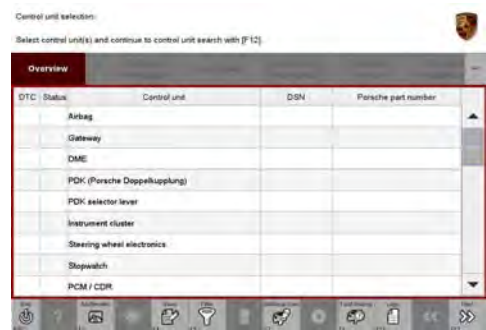 Control unit selection:
Select control unit(s) and continue to control unit search with [F12].
Overview
DTC Status Control unit DSN Porsche part number
Airbag
Gateway
DME
PDK (Porsche Doppelkupplung)
PDK selector lever
Instrument cluster
Steering wheel electronics
Stopwatch
PCM / CDR